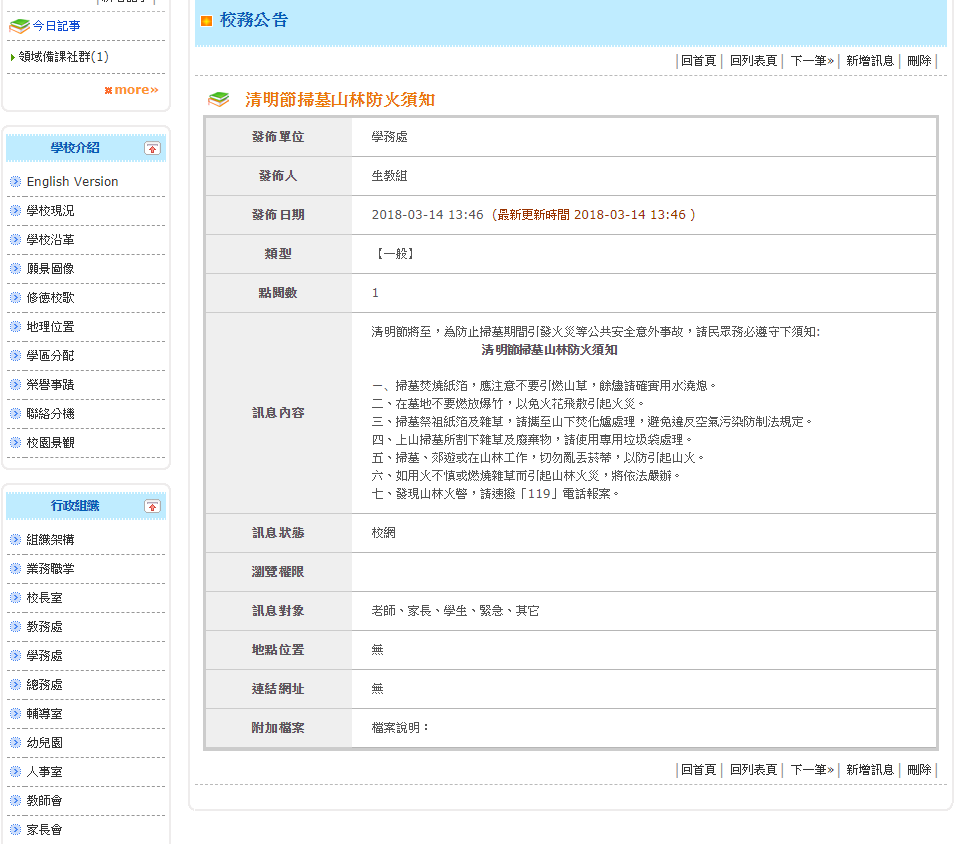 今日記事
領域備課社群(1)
more»
學校介紹
English Version
學校現況
學校沿革
願景圖像
修德校歌
地理位置
學區分配
榮譽事蹟
聯絡分機
校園景觀
行政組織
組織架構
業務職掌
校長室
教務處
學務處
總務處
輔導室
幼兒園
人事室
教師會
家長會
校務公告
|回首頁| 回列表頁| 下一筆»| 新增訊息| 刪除|
清明節掃墓山林防火須知
發佈單位 學務處
發佈人 生教組
發佈日期 2018-03-14 13:46 (最新更新時間 2018-03-14 13:46 )
類型 【一般】
點閱數 1
訊息內容
清明節將至，為防止掃墓期間引發火災等公共安全意外事故，請民眾務必遵守下須知:
清明節掃墓山林防火須知
一、掃墓焚燒紙箔，應注意不要引燃山草，餘儘請確實用水澆熄。
二、在墓地不要燃放爆竹，以免火花飛散引起火災。
三、掃墓祭祖紙箔及雜草，請攜至山下焚化爐處理，避免違反空氣污染防制法規定。
四、上山掃墓所割下雜草及廢棄物，請使用專用垃圾袋處理。
五、掃墓、郊遊或在山林工作，切勿亂丟菸蒂，以防引起山火。
六、如用火不慎或燃燒雜草而引起山林火災，將依法嚴辦。
七、發現山林火警，請速撥「119」電話報案。
訊息狀態 校網
瀏覽權限
訊息對象 老師、家長、學生、緊急、其它
地點位置 無
連結網址 無
附加檔案 檔案說明：
|回首頁| 回列表頁| 下一筆»| 新增訊息| 刪除|